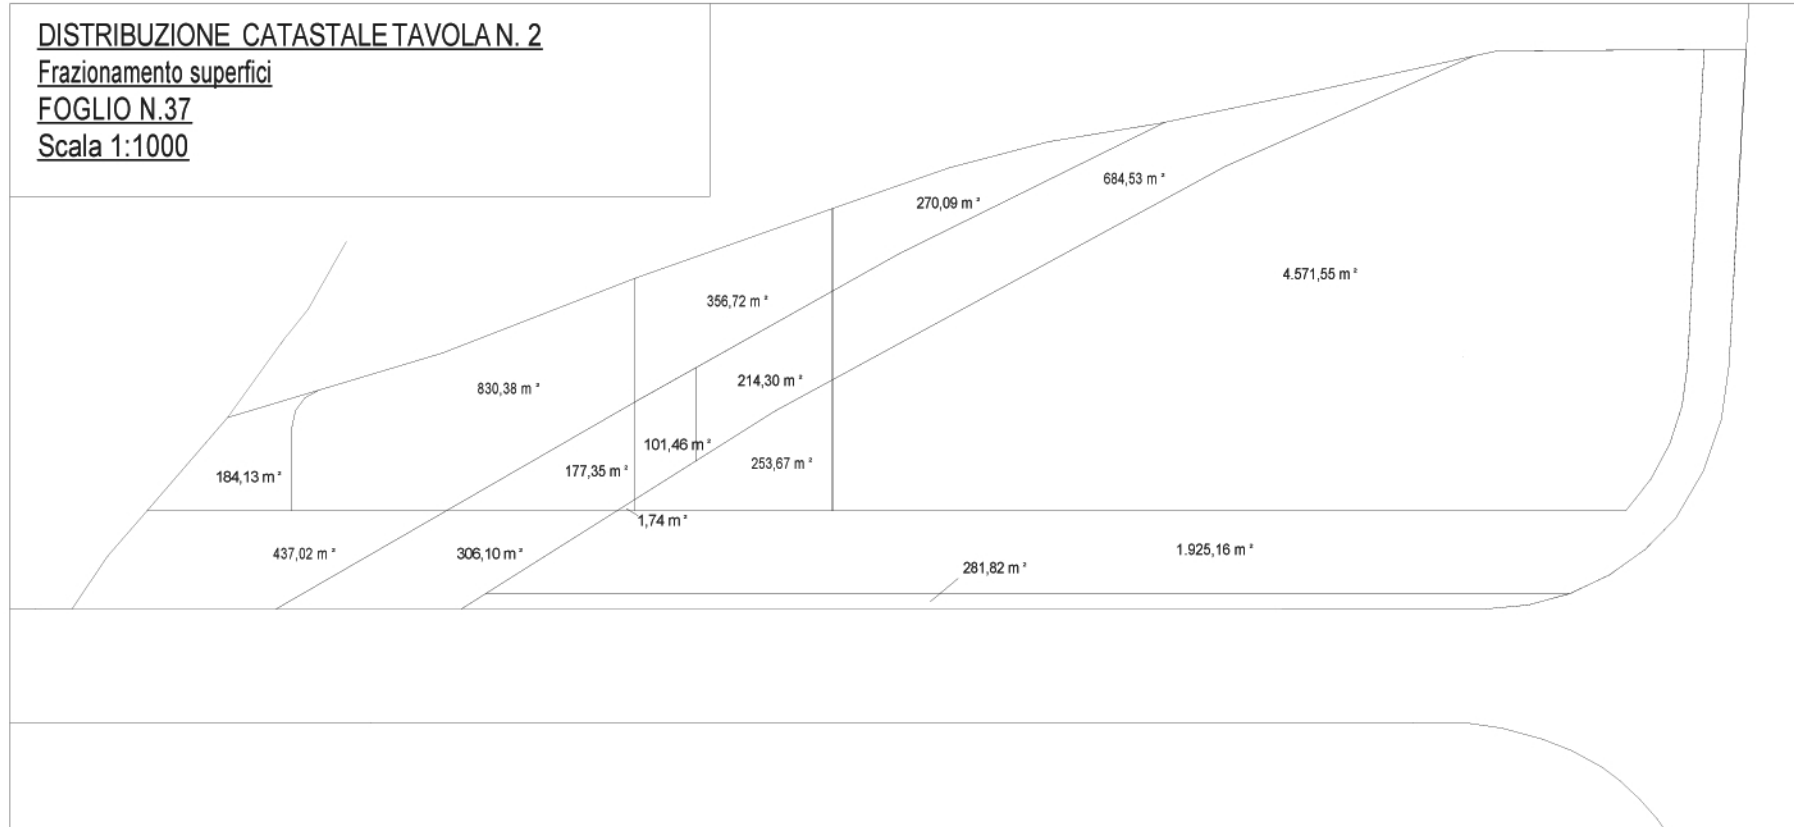 DISTRIBUZIONE CATASTALE TAVOLA N. 2
Frazionamento superfici
FOGLIO N.37
Scala 1:1000
684,53 m²
270,09 m²
4.571,55 m²
356,72 m²
214,30 m²
830,38 m²
101,46 m²
253,67 m²
177,35 m²
184,13 m²
1,74 m²
437,02 m²
306,10 m²
1.925,16 m²
281,82 m²